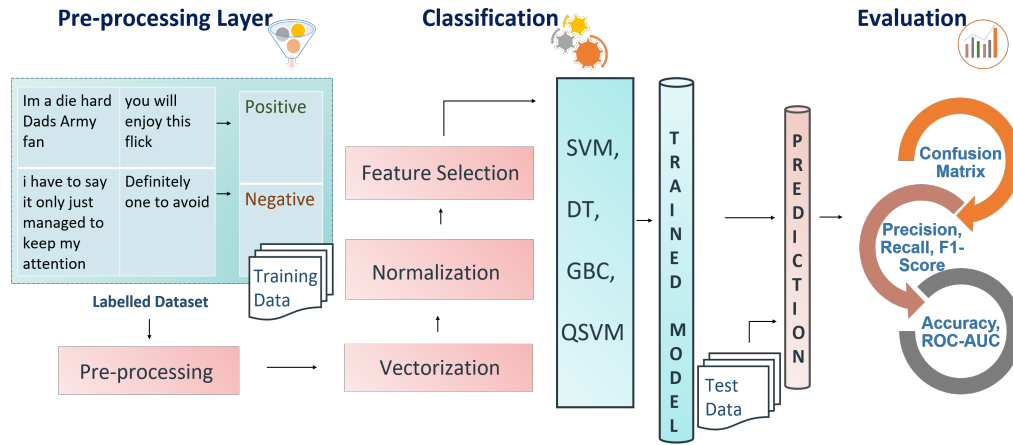 Pre-processing Layer
Classification
Evaluation
Im a die hard
Dads Army
fan
you will
enjoy this
flick
Positive
i have to say
it only just
managed to
keep my
attention
Definitely
one to avoid
Negative
Training
Data
Labelled Dataset
Pre-processing
Feature Selection
Normalization
Vectorization
SVM,
DT,
GBC,
QSVM
TRAINED MODEL
Test
Data
PREDICTION
Confusion
Matrix
Precision,
Recall, F1-
Score
Accuracy,
ROC-AUC